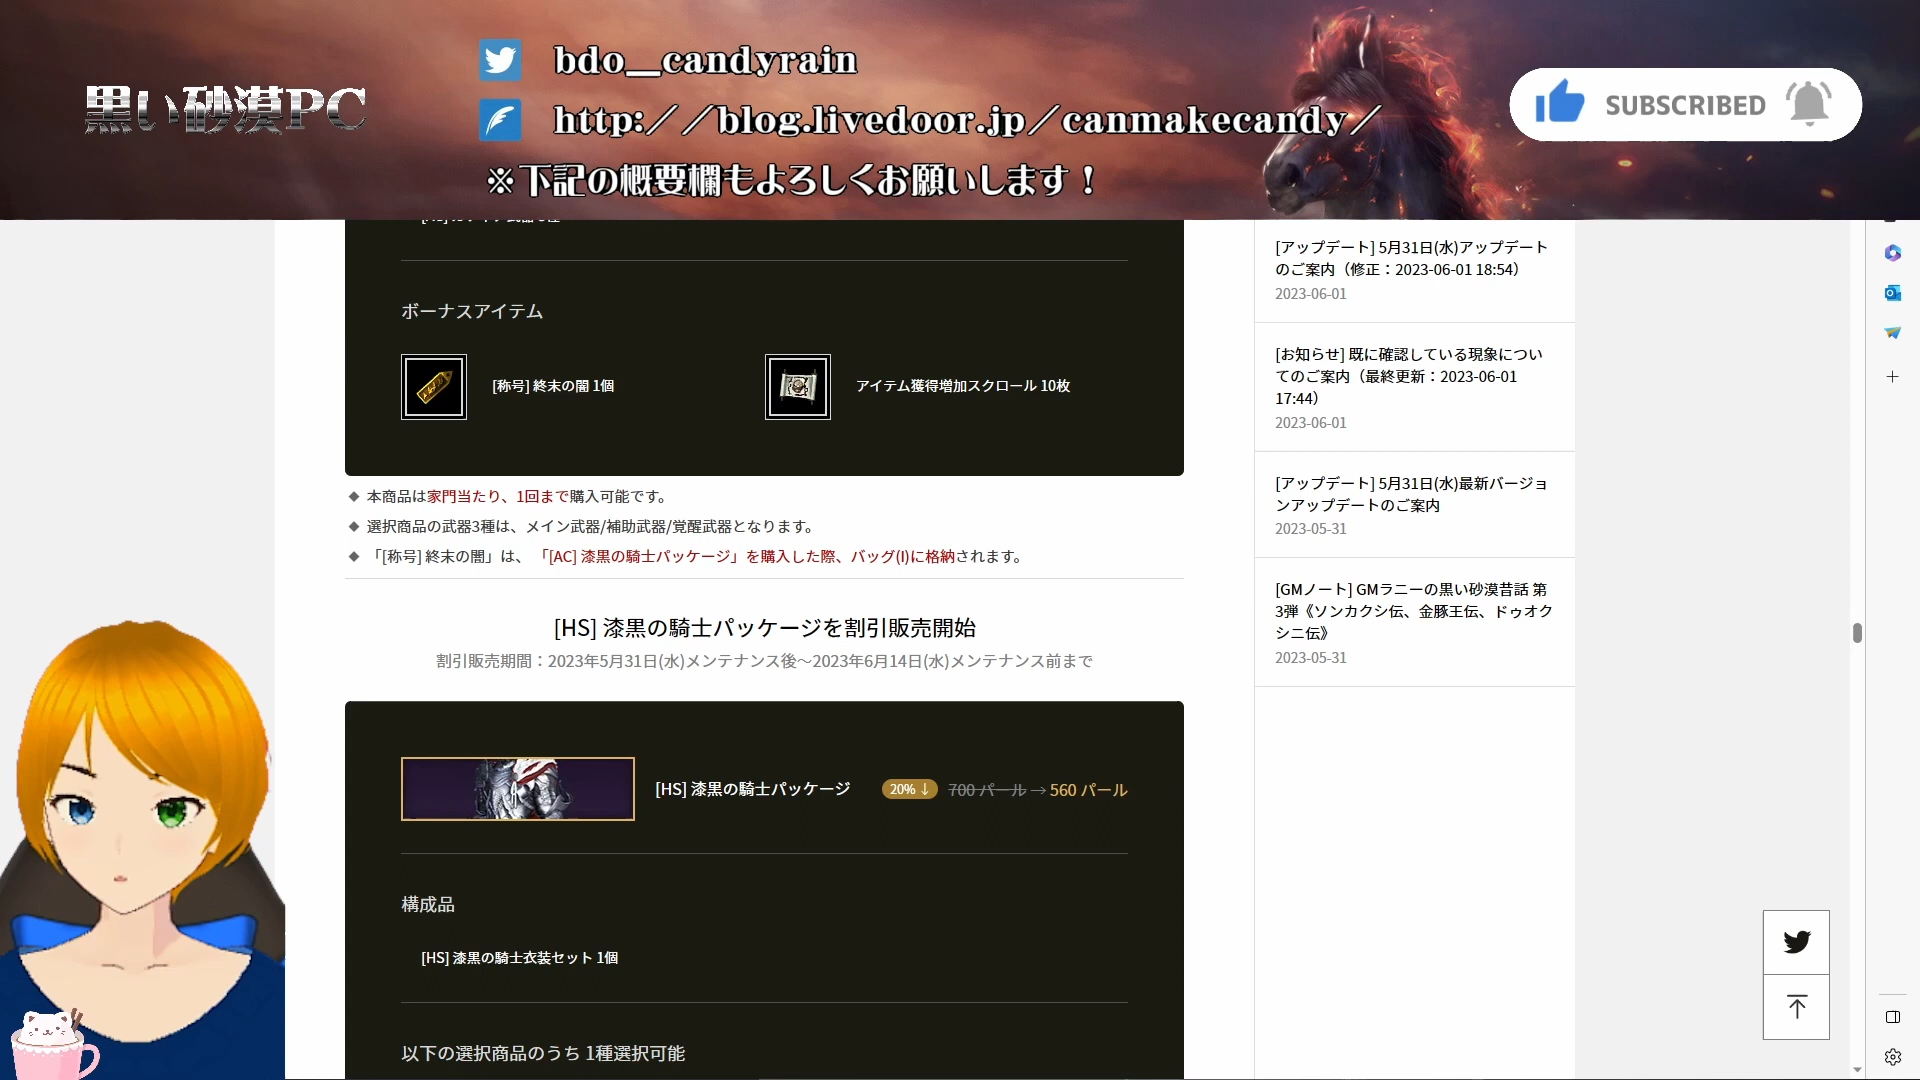 黒い砂漠PC
bdo__candyrain
http://blog.livedoor.jp/canmakecandy/
※下記の概要欄もよろしくお願いします！
SUBSCRIBED
ボーナスアイテム
[称号] 終末の闇 1個
アイテム獲得増加スクロール 10枚
◆ 本商品は家門当たり、1回まで購入可能です。
◆ 選択商品の武器3種は、メイン武器/補助武器/覚醒武器となります。
◆ 「[称号] 終末の闇」は、 「[AC] 漆黒の騎士パッケージ」を購入した際、バッグ(I)に格納されます。
[HS] 漆黒の騎士パッケージを割引販売開始
割引販売期間：2023年5月31日(水)メンテナンス後～2023年6月14日(水)メンテナンス前まで
[HS] 漆黒の騎士パッケージ 20% ↓ 700 パール → 560 パール
構成品
[HS] 漆黒の騎士衣装セット 1個
以下の選択商品のうち 1種選択可能
[アップデート] 5月31日(水)アップデート
のご案内（修正：2023-06-01 18:54）
2023-06-01
[お知らせ] 既に確認している現象につい
てのご案内（最終更新：2023-06-01
17:44）
2023-06-01
[アップデート] 5月31日(水)最新バージョ
ンアップデートのご案内
2023-05-31
[GMノート] GMラニーの黒い砂漠昔話 第
3弾《ソンカクシ伝、金豚王伝、ドゥオク
シニ伝》
2023-05-31